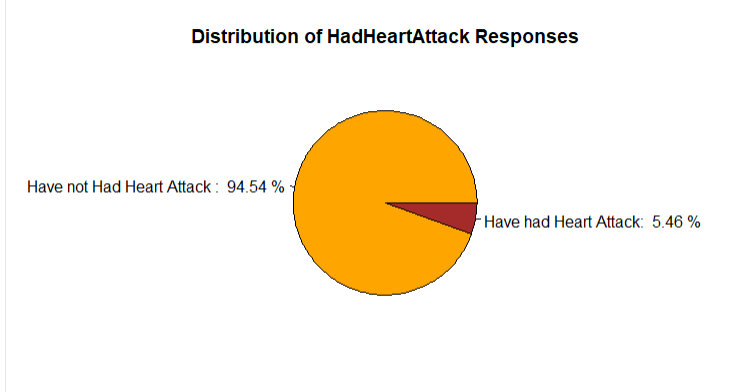 Distribution of HadHeartAttack Responses
Have not Had Heart Attack :  94.54 %
Have had Heart Attack:  5.46 %